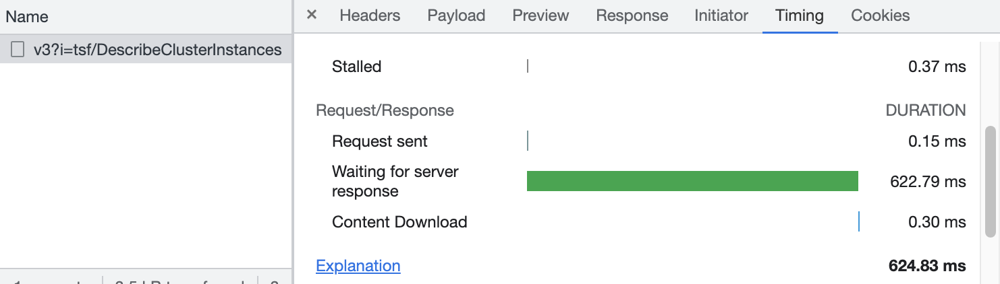 Name
× Headers Payload Preview Response Initiator Timing Cookies
v3?i=tsf/DescribeClusterInstances
Stalled 0.37 ms
Request/Response DURATION
Request sent 0.15 ms
Waiting for server
response 622.79 ms
Content Download 0.30 ms
Explanation 624.83 ms